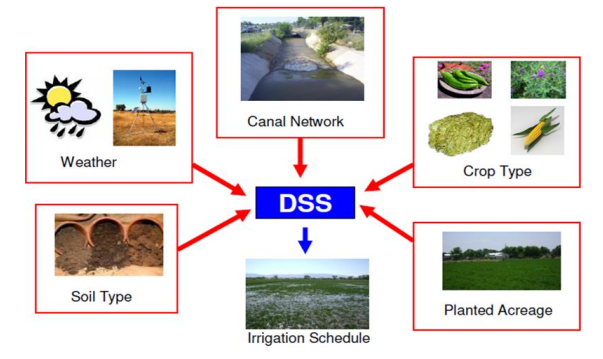 Canal Network
Weather
Crop Type
DSS
Soil Type
Planted Acreage
Irrigation Schedule